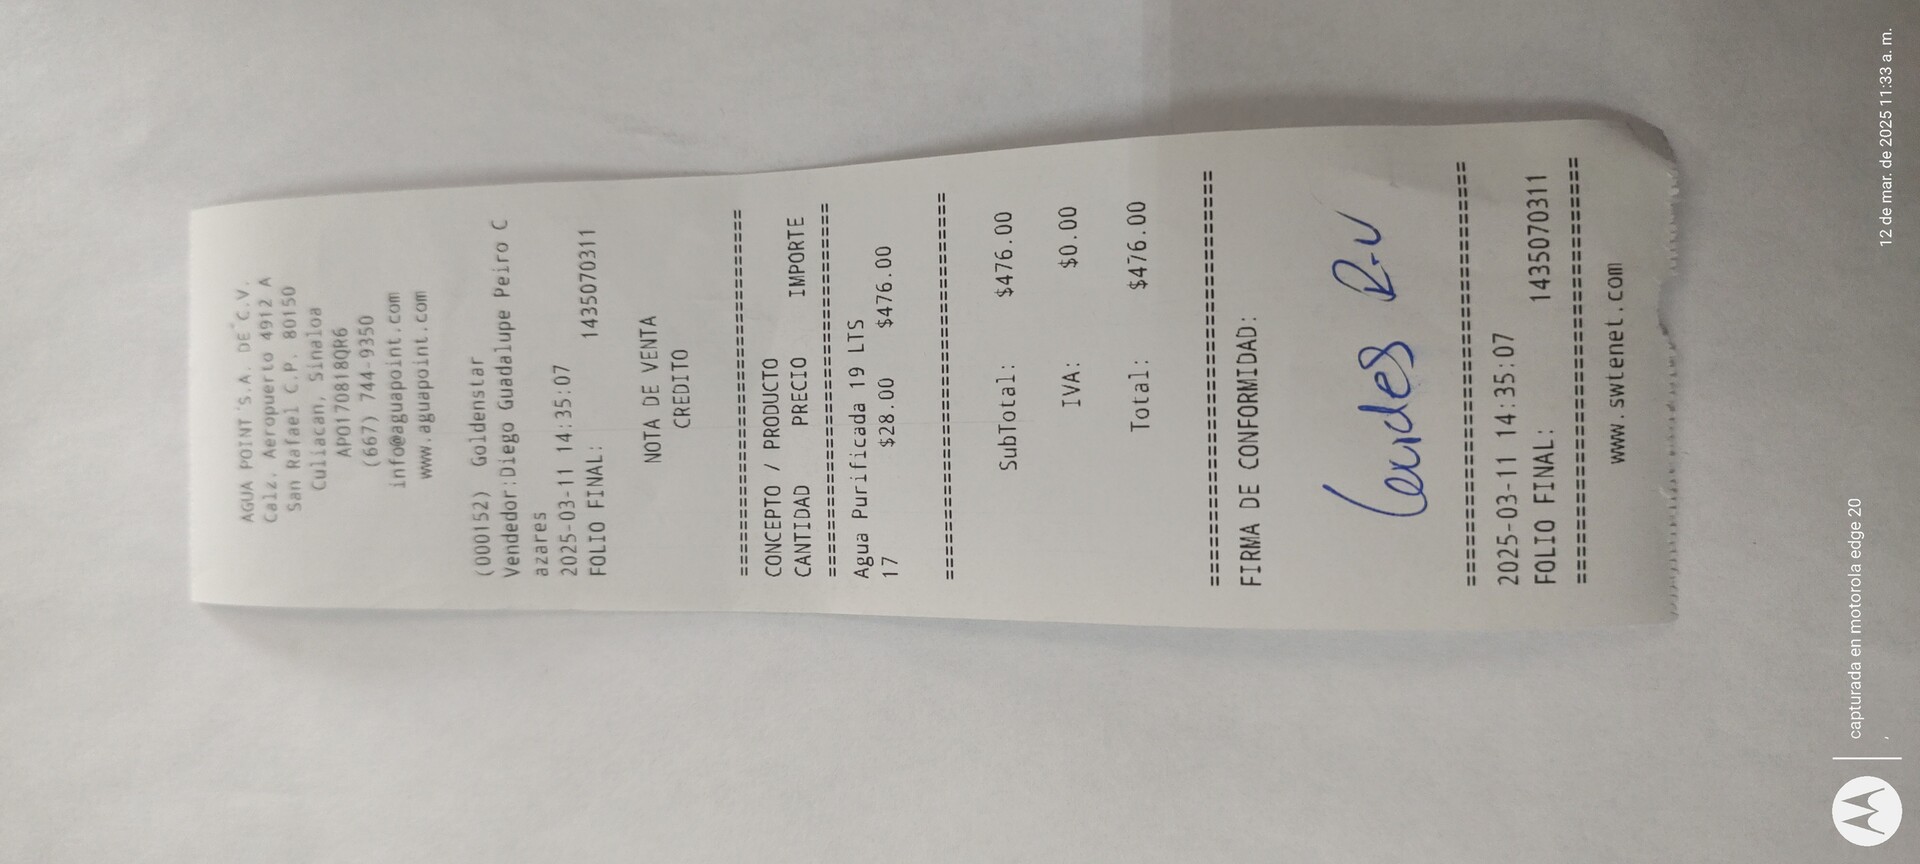 AGUA POINT S.A. DE C.V.
Calz. Aeropuerto 4912 A
San Rafael C.P. 80150
Culiacan, Sinaloa
APO170818QR6
(667) 744-9350
info@aguapoint.com
www.aguapoint.com
(000152) Goldenstar
Vendedor:Diego Guadalupe Peiro C
azares
2025-03-11 14:35:07
FOLIO FINAL: 1435070311
NOTA DE VENTA
CREDITO
================================
CONCEPTO / PRODUCTO
CANTIDAD PRECIO IMPORTE
================================
Agua Purificada 19 LTS
17 $28.00 $476.00
================================
SubTotal: $476.00
IVA: $0.00
Total: $476.00
================================
FIRMA DE CONFORMIDAD:
================================
2025-03-11 14:35:07
FOLIO FINAL: 1435070311
================================
www.swtenet.com
capturada en motorola edge 20
12 de mar. de 2025 11:33 a. m.